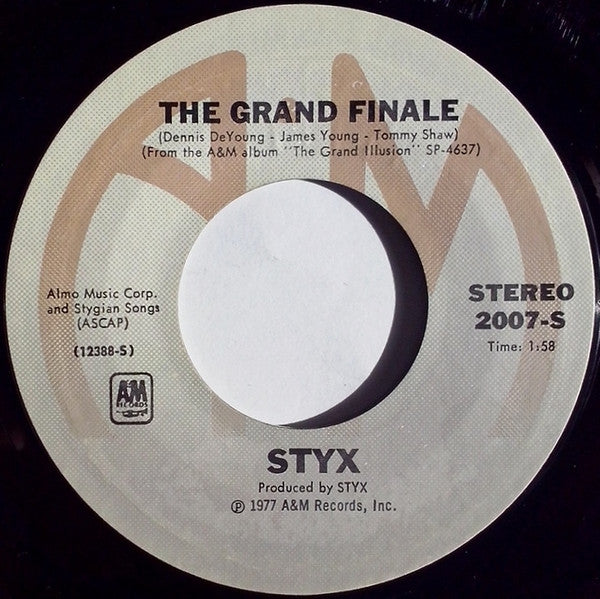 THE GRAND FINALE
(Dennis DeYoung - James Young - Tommy Shaw)
(From the A&M album "The Grand Illusion" SP-4637)
Almo Music Corp.
and Stygian Songs
(ASCAP)
(12388-S)
A&M
RECORDS
STEREO
2007-S
Time: 1:58
STYX
Produced by STYX
℗ 1977 A&M Records, Inc.